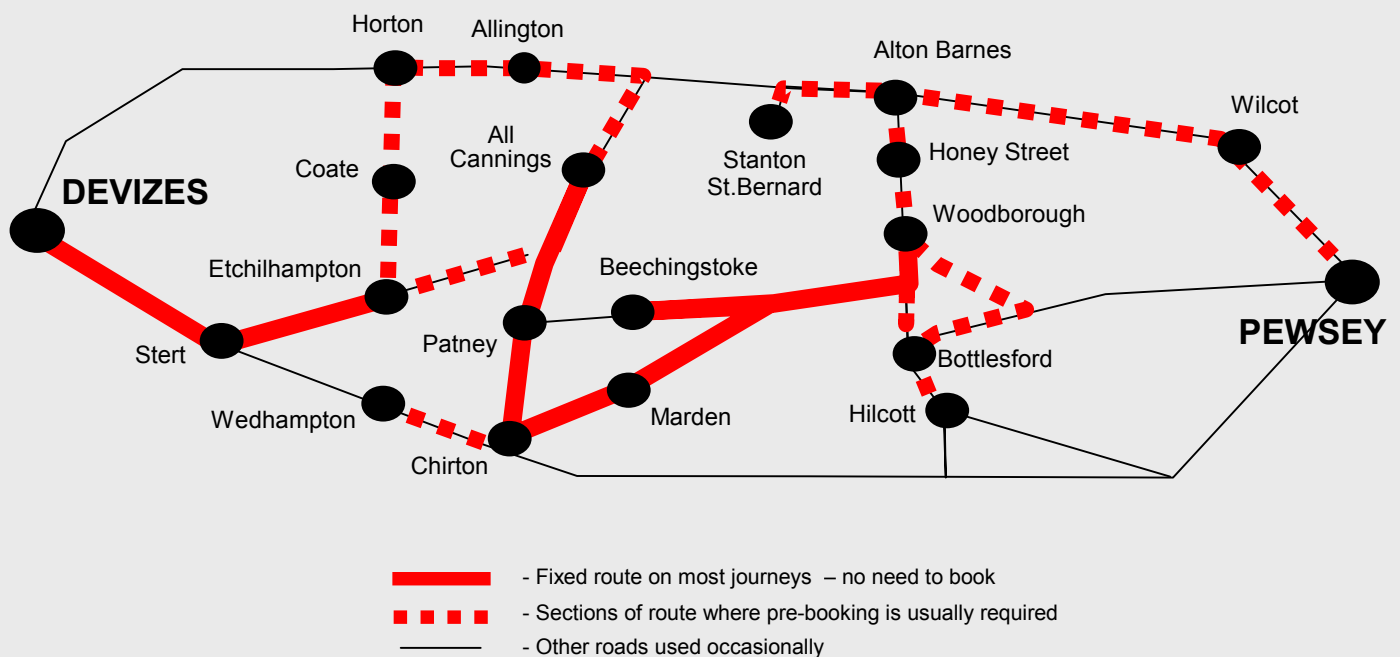 Horton
Allington
Alton Barnes
Wilcot
All
Cannings
Coate
Stanton
St.Bernard
Honey Street
DEVIZES
Woodborough
Etchilhampton
Beechingstoke
PEWSEY
Stert
Patney
Bottlesford
Wedhampton
Marden
Hilcott
Chirton
- Fixed route on most journeys – no need to book
- Sections of route where pre-booking is usually required
- Other roads used occasionally